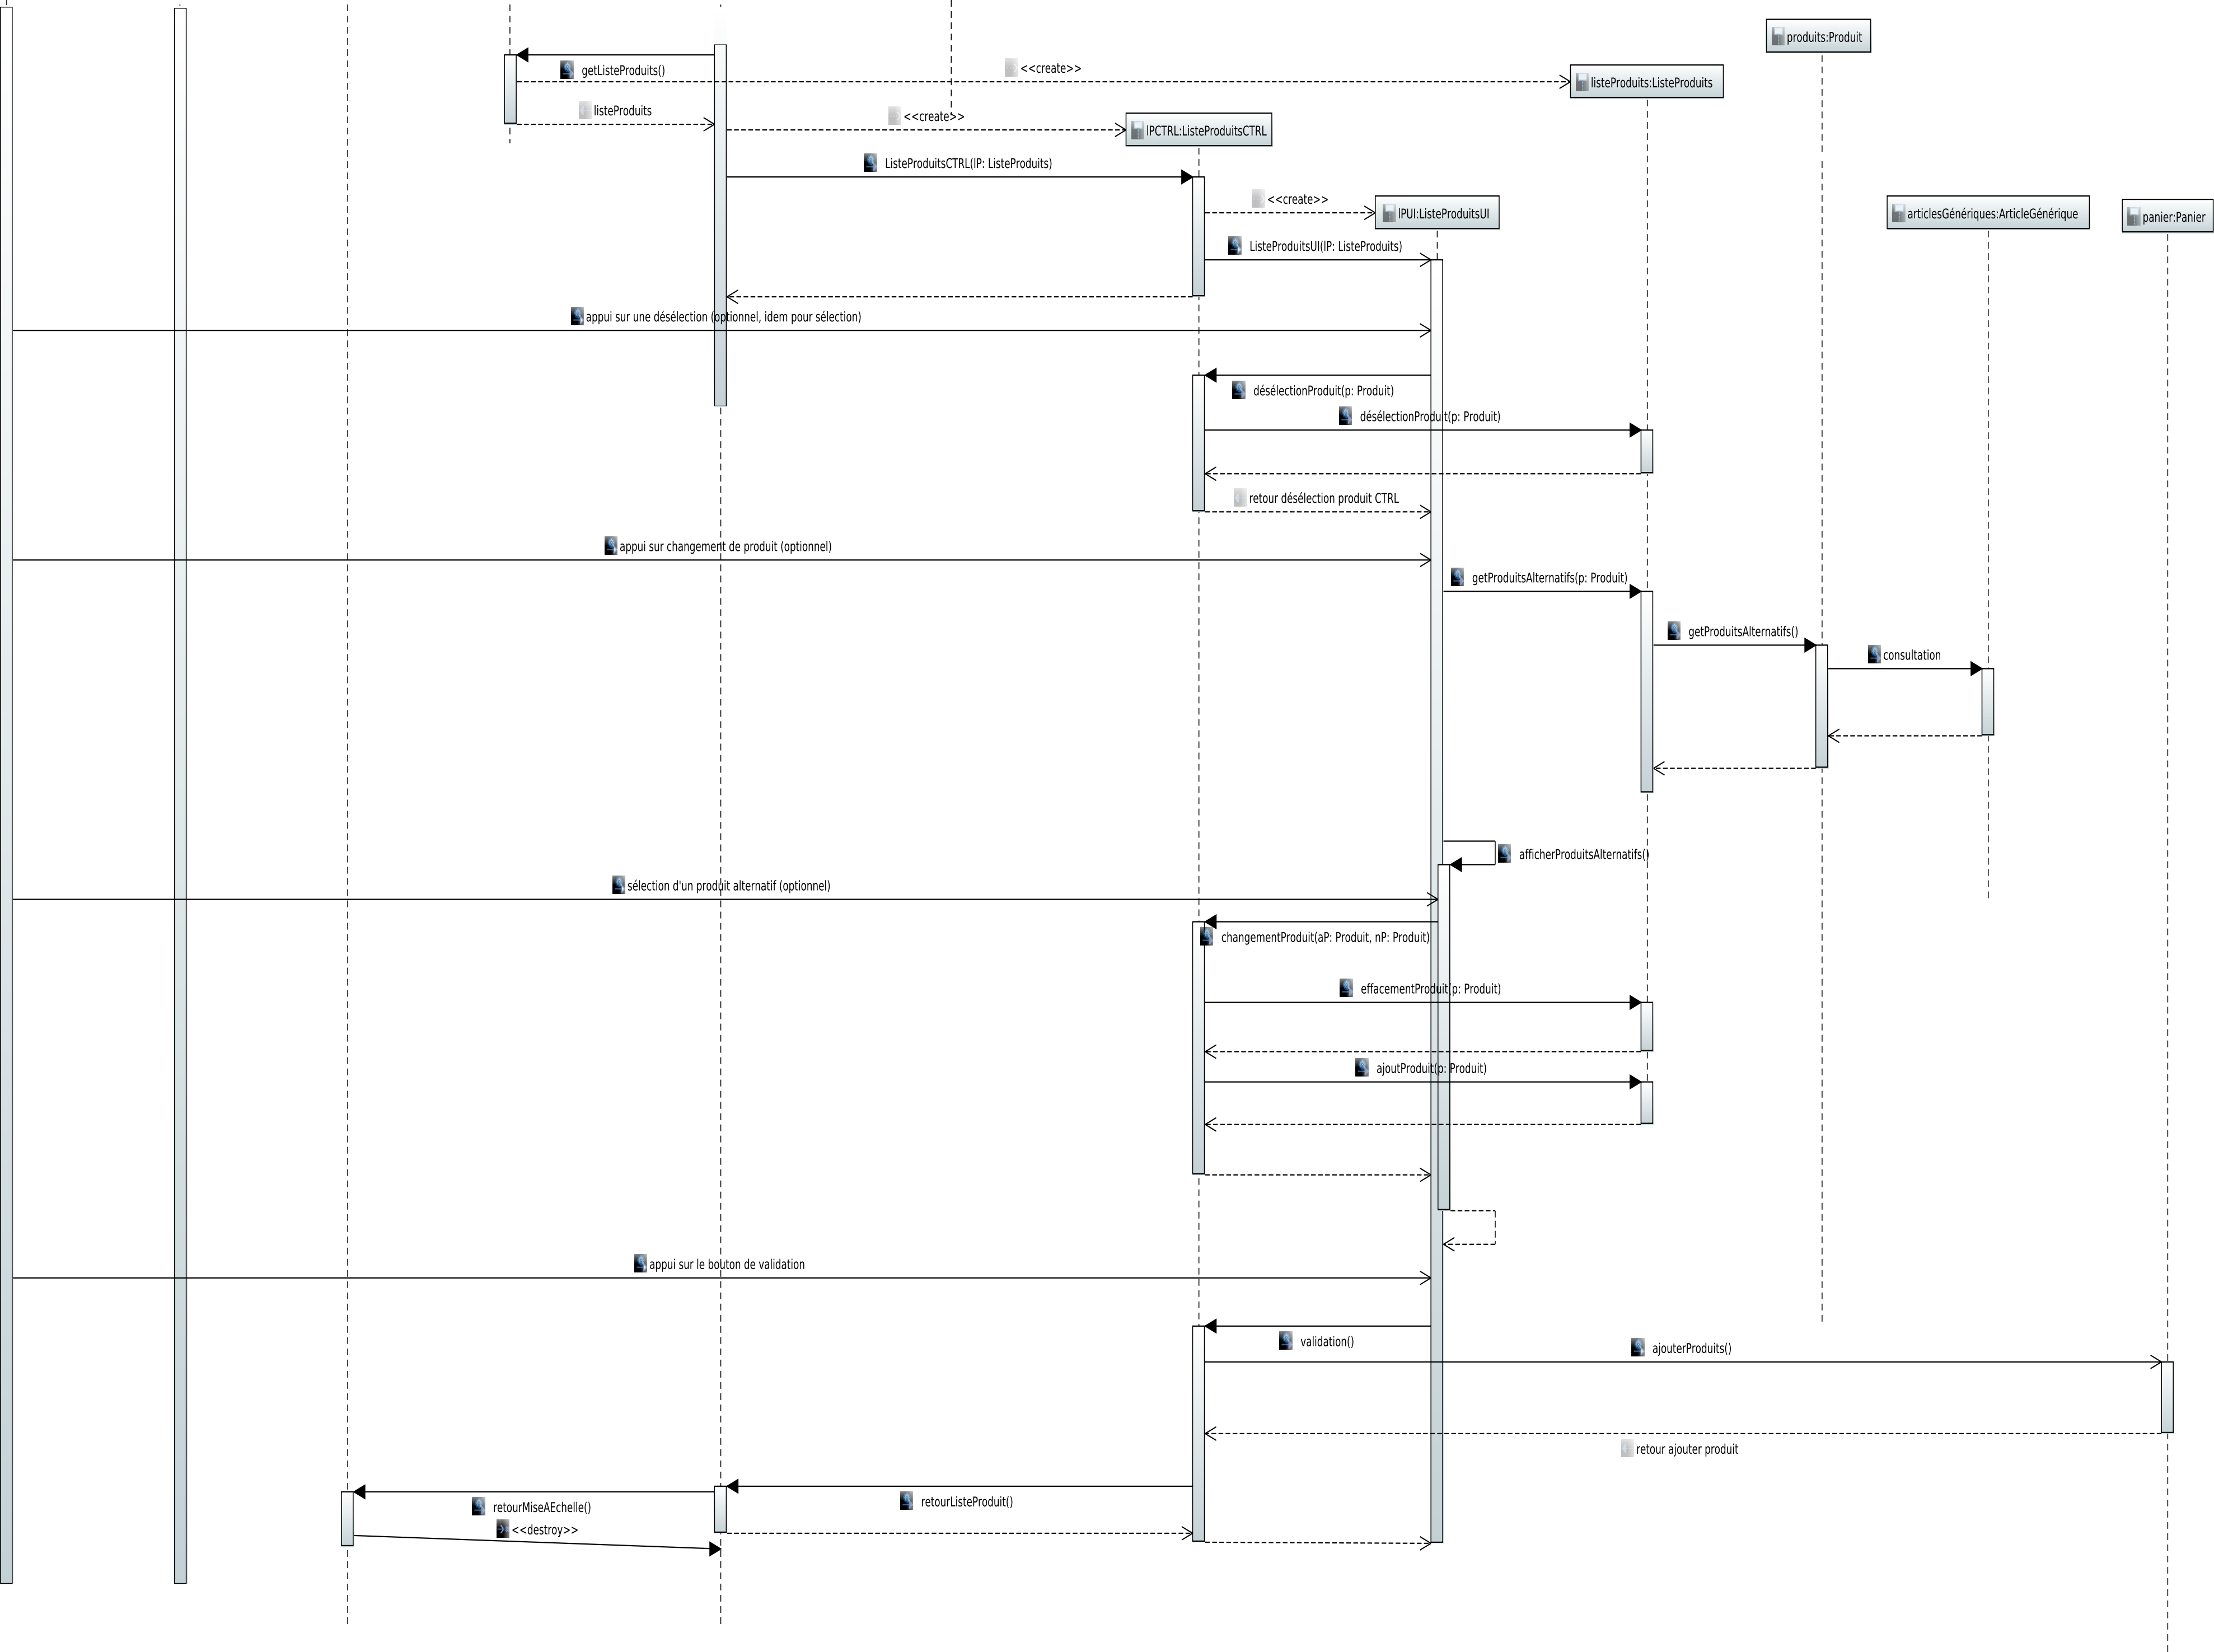 produits:Produit
getListeProduits()
<<create>>
listeProduits:ListeProduits
listeProduits
<<create>>
lPCTRL:ListeProduitsCTRL
ListeProduitsCTRL(lP: ListeProduits)
<<create>>
lPUI:ListeProduitsUI
articlesGénériques:ArticleGénérique
panier:Panier
ListeProduitsUI(lP: ListeProduits)
appui sur une désélection (optionnel, idem pour sélection)
désélectionProduit(p: Produit)
désélectionProduit(p: Produit)
retour désélection produit CTRL
appui sur changement de produit (optionnel)
getProduitsAlternatifs(p: Produit)
getProduitsAlternatifs()
consultation
afficherProduitsAlternatifs()
sélection d'un produit alternatif (optionnel)
changementProduit(aP: Produit, nP: Produit)
effacementProduit(p: Produit)
ajoutProduit(p: Produit)
appui sur le bouton de validation
validation()
ajouterProduits()
retour ajouter produit
retourListeProduit()
retourMiseAEchelle()
<<destroy>>